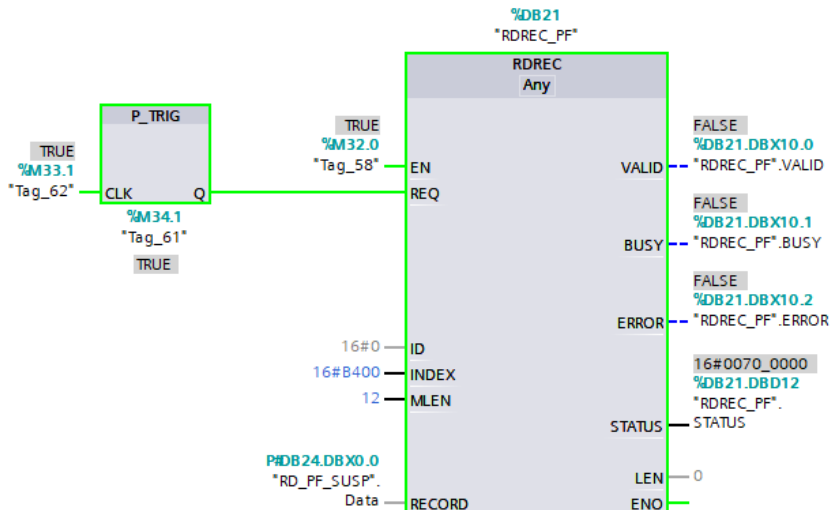 %DB21
"RDREC_PF"
RDREC
Any
P_TRIG
TRUE
%M33.1
"Tag_62"
CLK
Q
%M34.1
"Tag_61"
TRUE
TRUE
%M32.0
"Tag_58"
EN
REQ
16#0
ID
16#B400
INDEX
12
MLEN
P#DB24.DBX0.0
"RD_PF_SUSP".
Data
RECORD
VALID
FALSE
%DB21.DBX10.0
"RDREC_PF".VALID
BUSY
FALSE
%DB21.DBX10.1
"RDREC_PF".BUSY
ERROR
FALSE
%DB21.DBX10.2
"RDREC_PF".ERROR
STATUS
16#0070_0000
%DB21.DBD12
"RDREC_PF".
STATUS
LEN
0
ENO